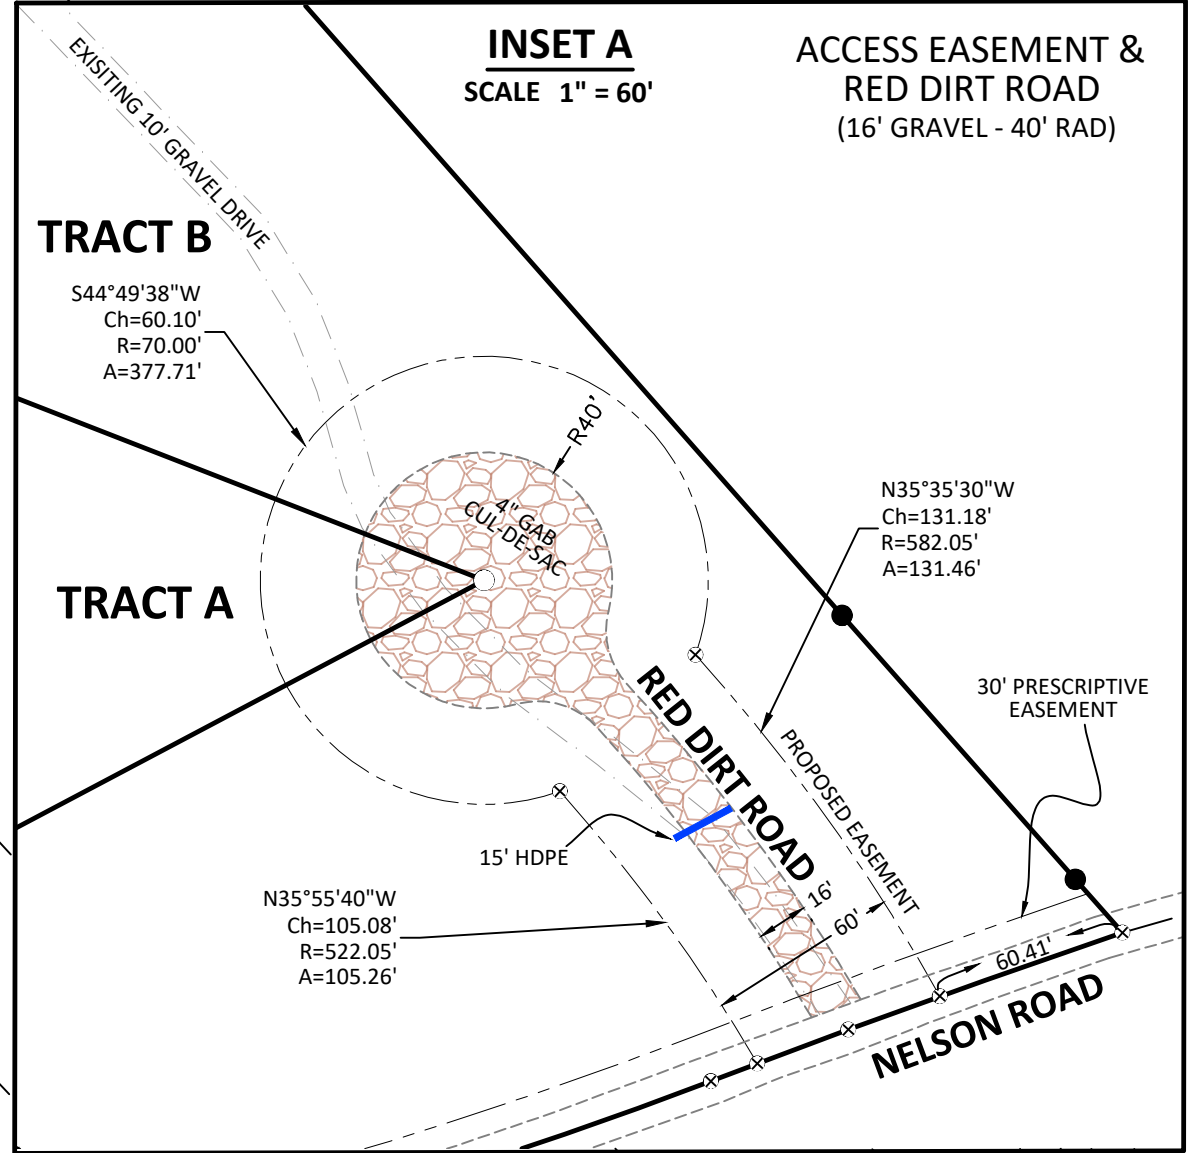 INSET A
SCALE 1" = 60'
ACCESS EASEMENT &
RED DIRT ROAD
(16' GRAVEL - 40' RAD)
EXISITING 10' GRAVEL DRIVE
TRACT B
S44°49'38"W
Ch=60.10'
R=70.00'
A=377.71'
R40'
4" GAB
CUL-DE-SAC
N35°35'30"W
Ch=131.18'
R=582.05'
A=131.46'
TRACT A
30' PRESCRIPTIVE
EASEMENT
RED DIRT ROAD
PROPOSED EASEMENT
15' HDPE
N35°55'40"W
Ch=105.08'
R=522.05'
A=105.26'
16'
60'
60.41'
NELSON ROAD